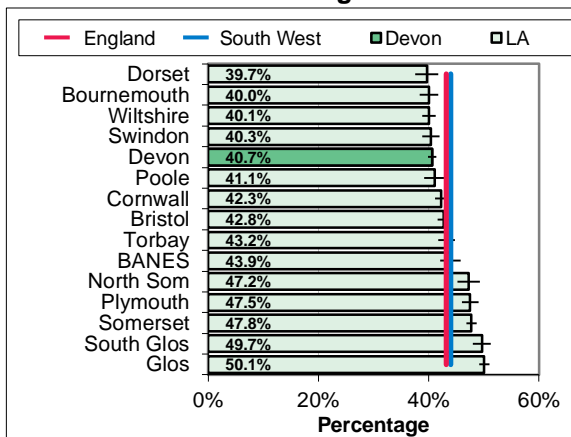 England South West Devon LA
Dorset 39.7%
Bournemouth 40.0%
Wiltshire 40.1%
Swindon 40.3%
Devon 40.7%
Poole 41.1%
Cornwall 42.3%
Bristol 42.8%
Torbay 43.2%
BANES 43.9%
North Som 47.2%
Plymouth 47.5%
Somerset 47.8%
South Glos 49.7%
Glos 50.1%
0% 20% 40% 60%
Percentage